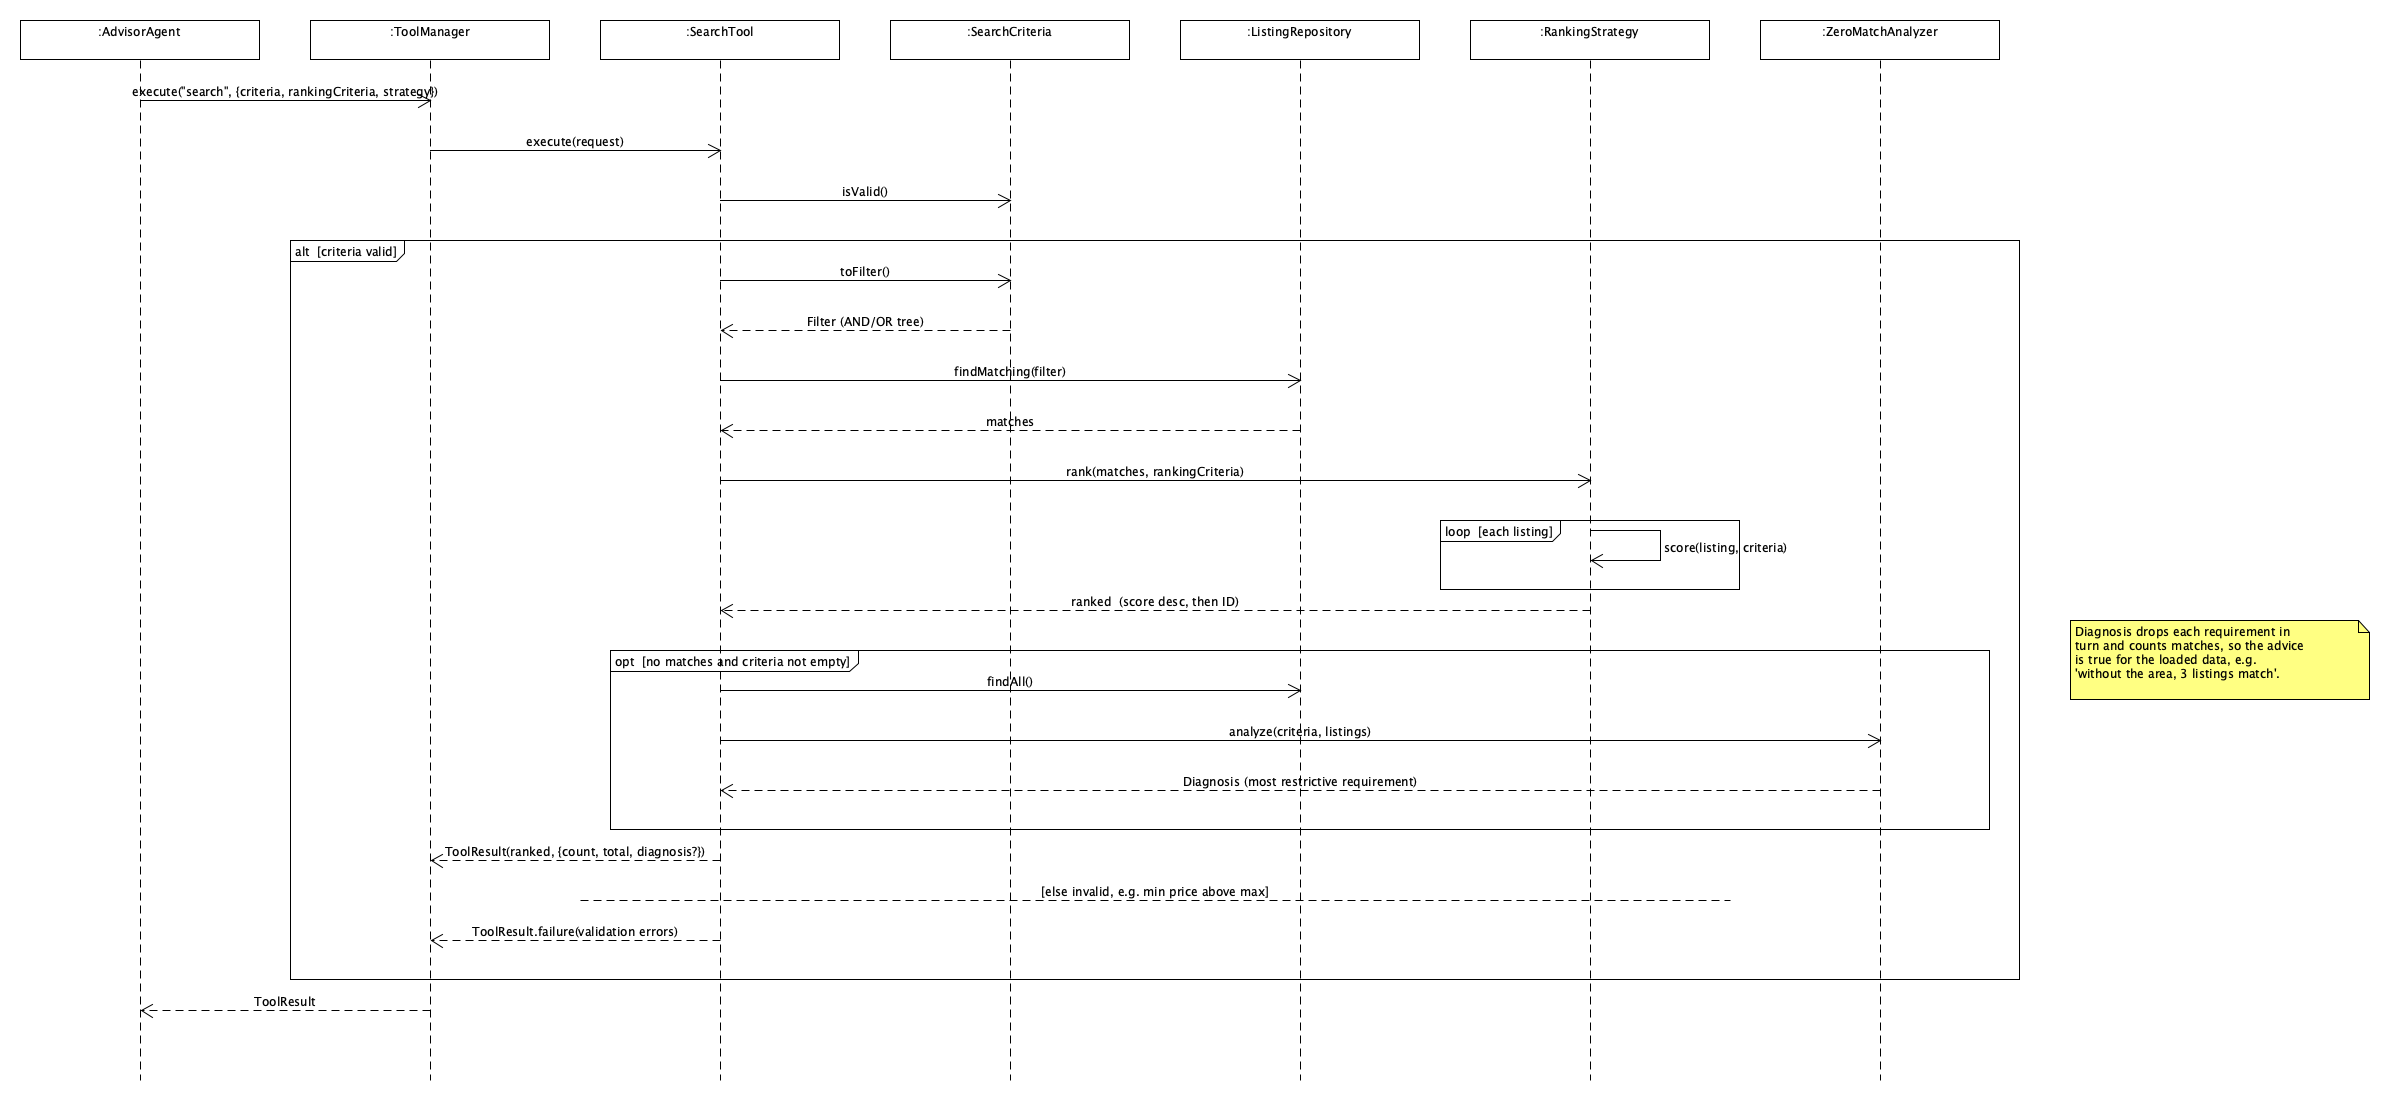 :AdvisorAgent
:ToolManager
:SearchTool
:SearchCriteria
:ListingRepository
:RankingStrategy
:ZeroMatchAnalyzer
execute("search", {criteria, rankingCriteria, strategy})
execute(request)
isValid()
alt [criteria valid]
toFilter()
Filter (AND/OR tree)
findMatching(filter)
matches
rank(matches, rankingCriteria)
loop [each listing]
score(listing, criteria)
ranked (score desc, then ID)
Diagnosis drops each requirement in
turn and counts matches, so the advice
is true for the loaded data, e.g.
'without the area, 3 listings match'.
opt [no matches and criteria not empty]
findAll()
analyze(criteria, listings)
Diagnosis (most restrictive requirement)
ToolResult(ranked, {count, total, diagnosis?})
[else invalid, e.g. min price above max]
ToolResult.failure(validation errors)
ToolResult